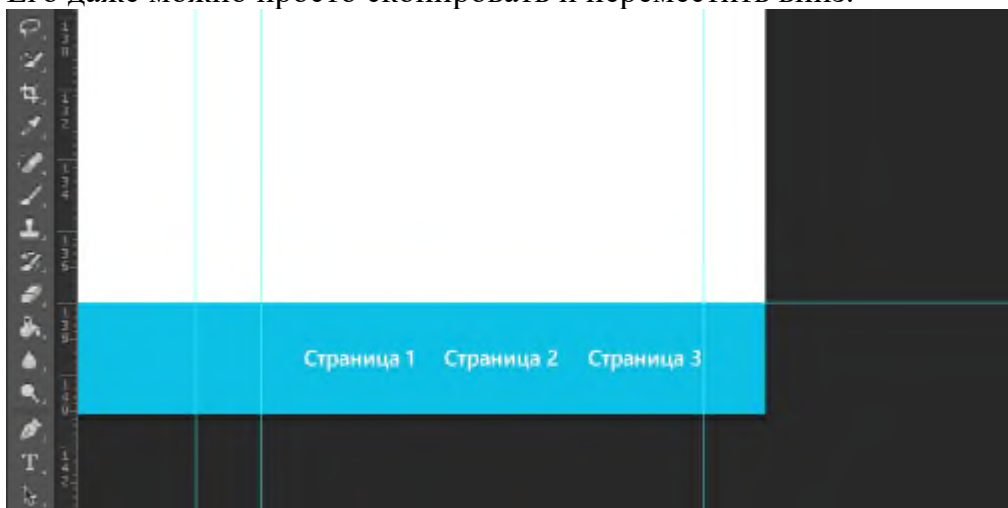 Его даже можно просто скопировать и переместить вниз.
Страница 1 Страница 2 Страница 3